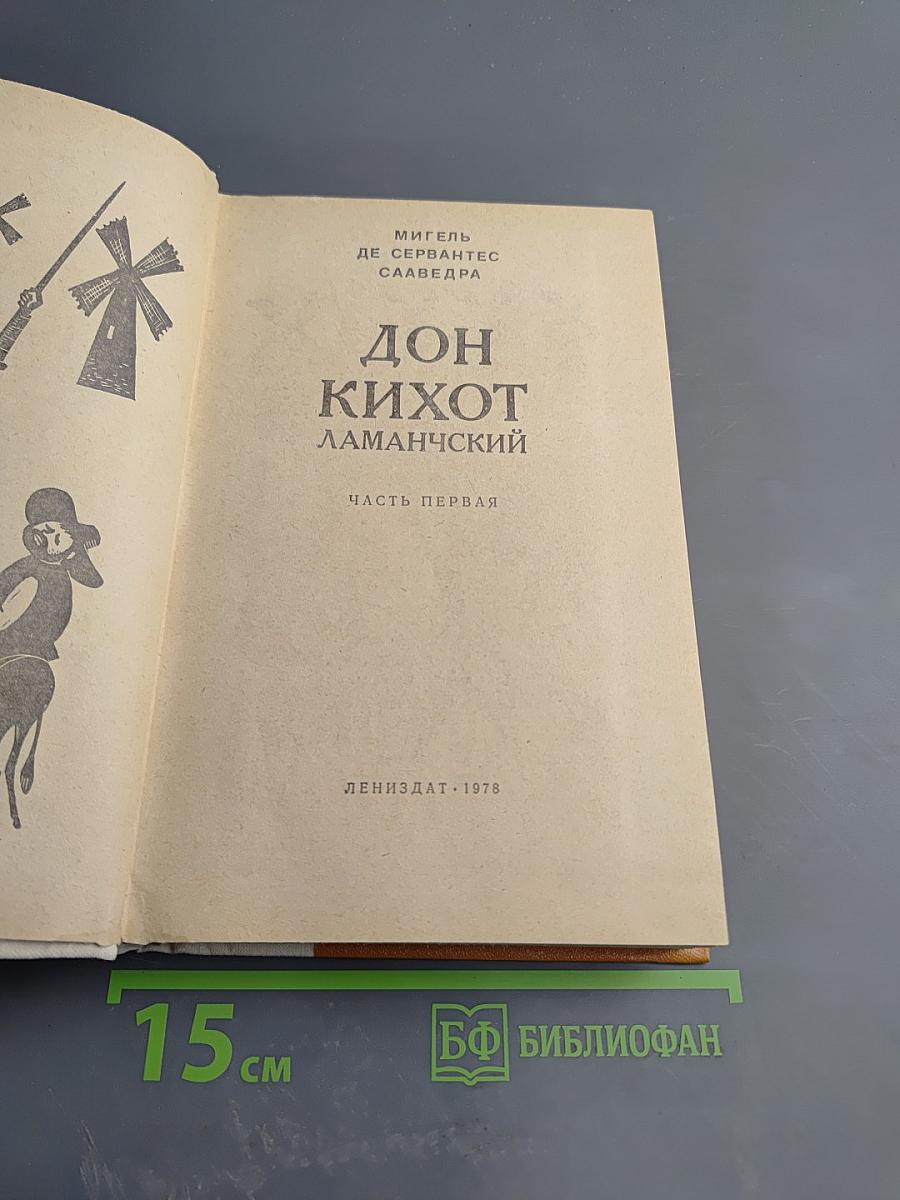 МИГЕЛЬ
ДЕ СЕРВАНТЕС
СААВЕДРА
ДОН
КИХОТ
ЛАМАНЧСКИЙ
ЧАСТЬ ПЕРВАЯ
ЛЕНИЗДАТ · 1978
15 см
БФ БИБЛИОФАН